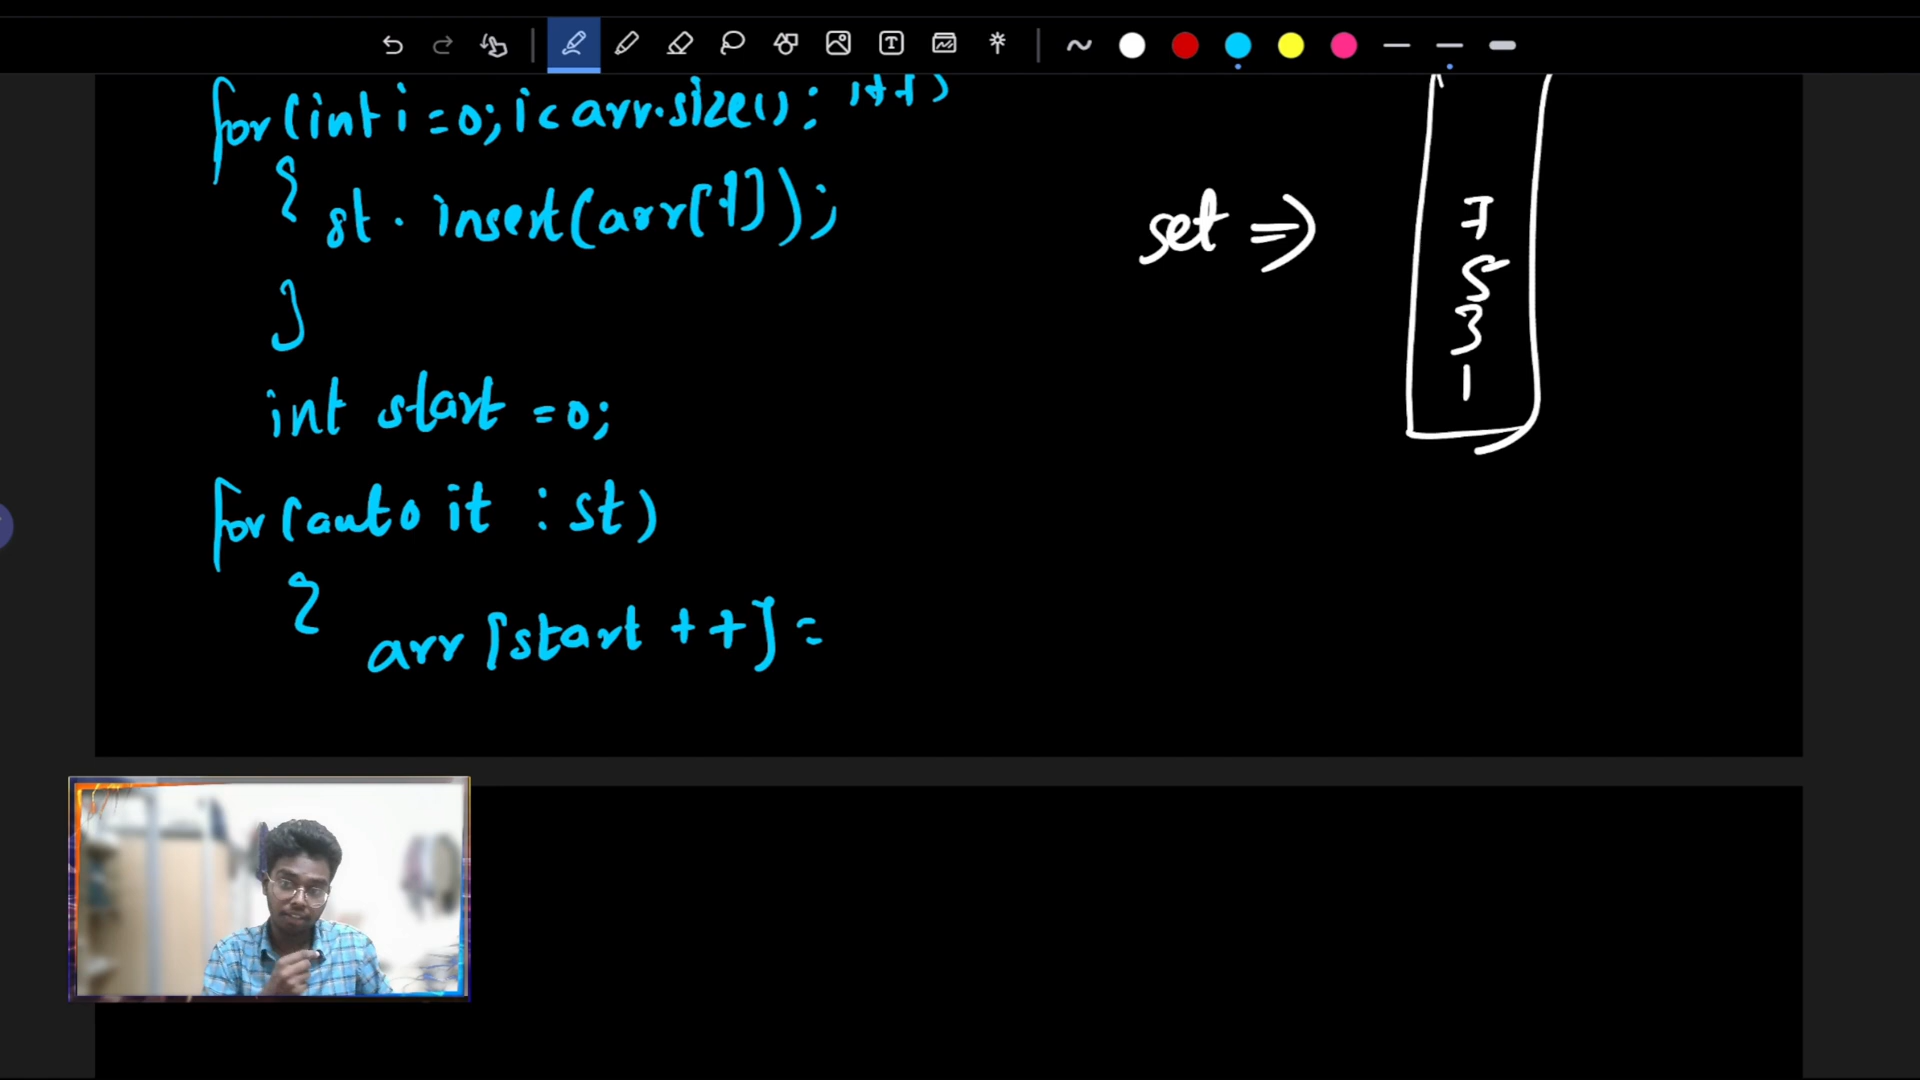 for(int i=0;i< arr.size(); i++)
{ st. insert(arr[i]);
}
int start =0;
for(auto it : st)
{
arr[start ++] =
set =>
7
5
3
1